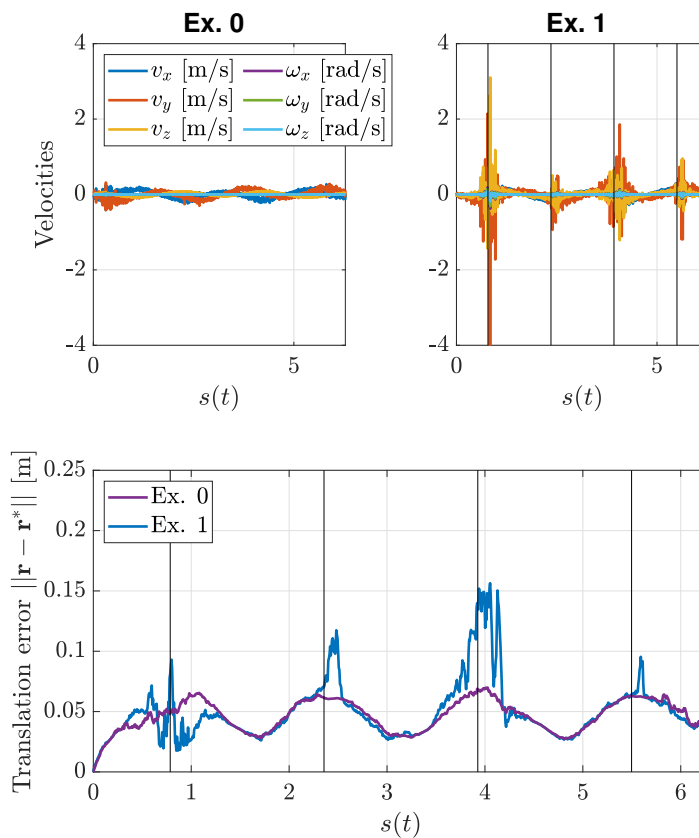 Ex. 0
Ex. 1
v_x [m/s]
v_y [m/s]
v_z [m/s]
ω_x [rad/s]
ω_y [rad/s]
ω_z [rad/s]
Velocities
4
2
0
-2
-4
0
5
s(t)
4
2
0
-2
-4
0
5
s(t)
Translation error ||r − r*|| [m]
0.25
0.2
0.15
0.1
0.05
0
Ex. 0
Ex. 1
0 1 2 3 4 5 6
s(t)